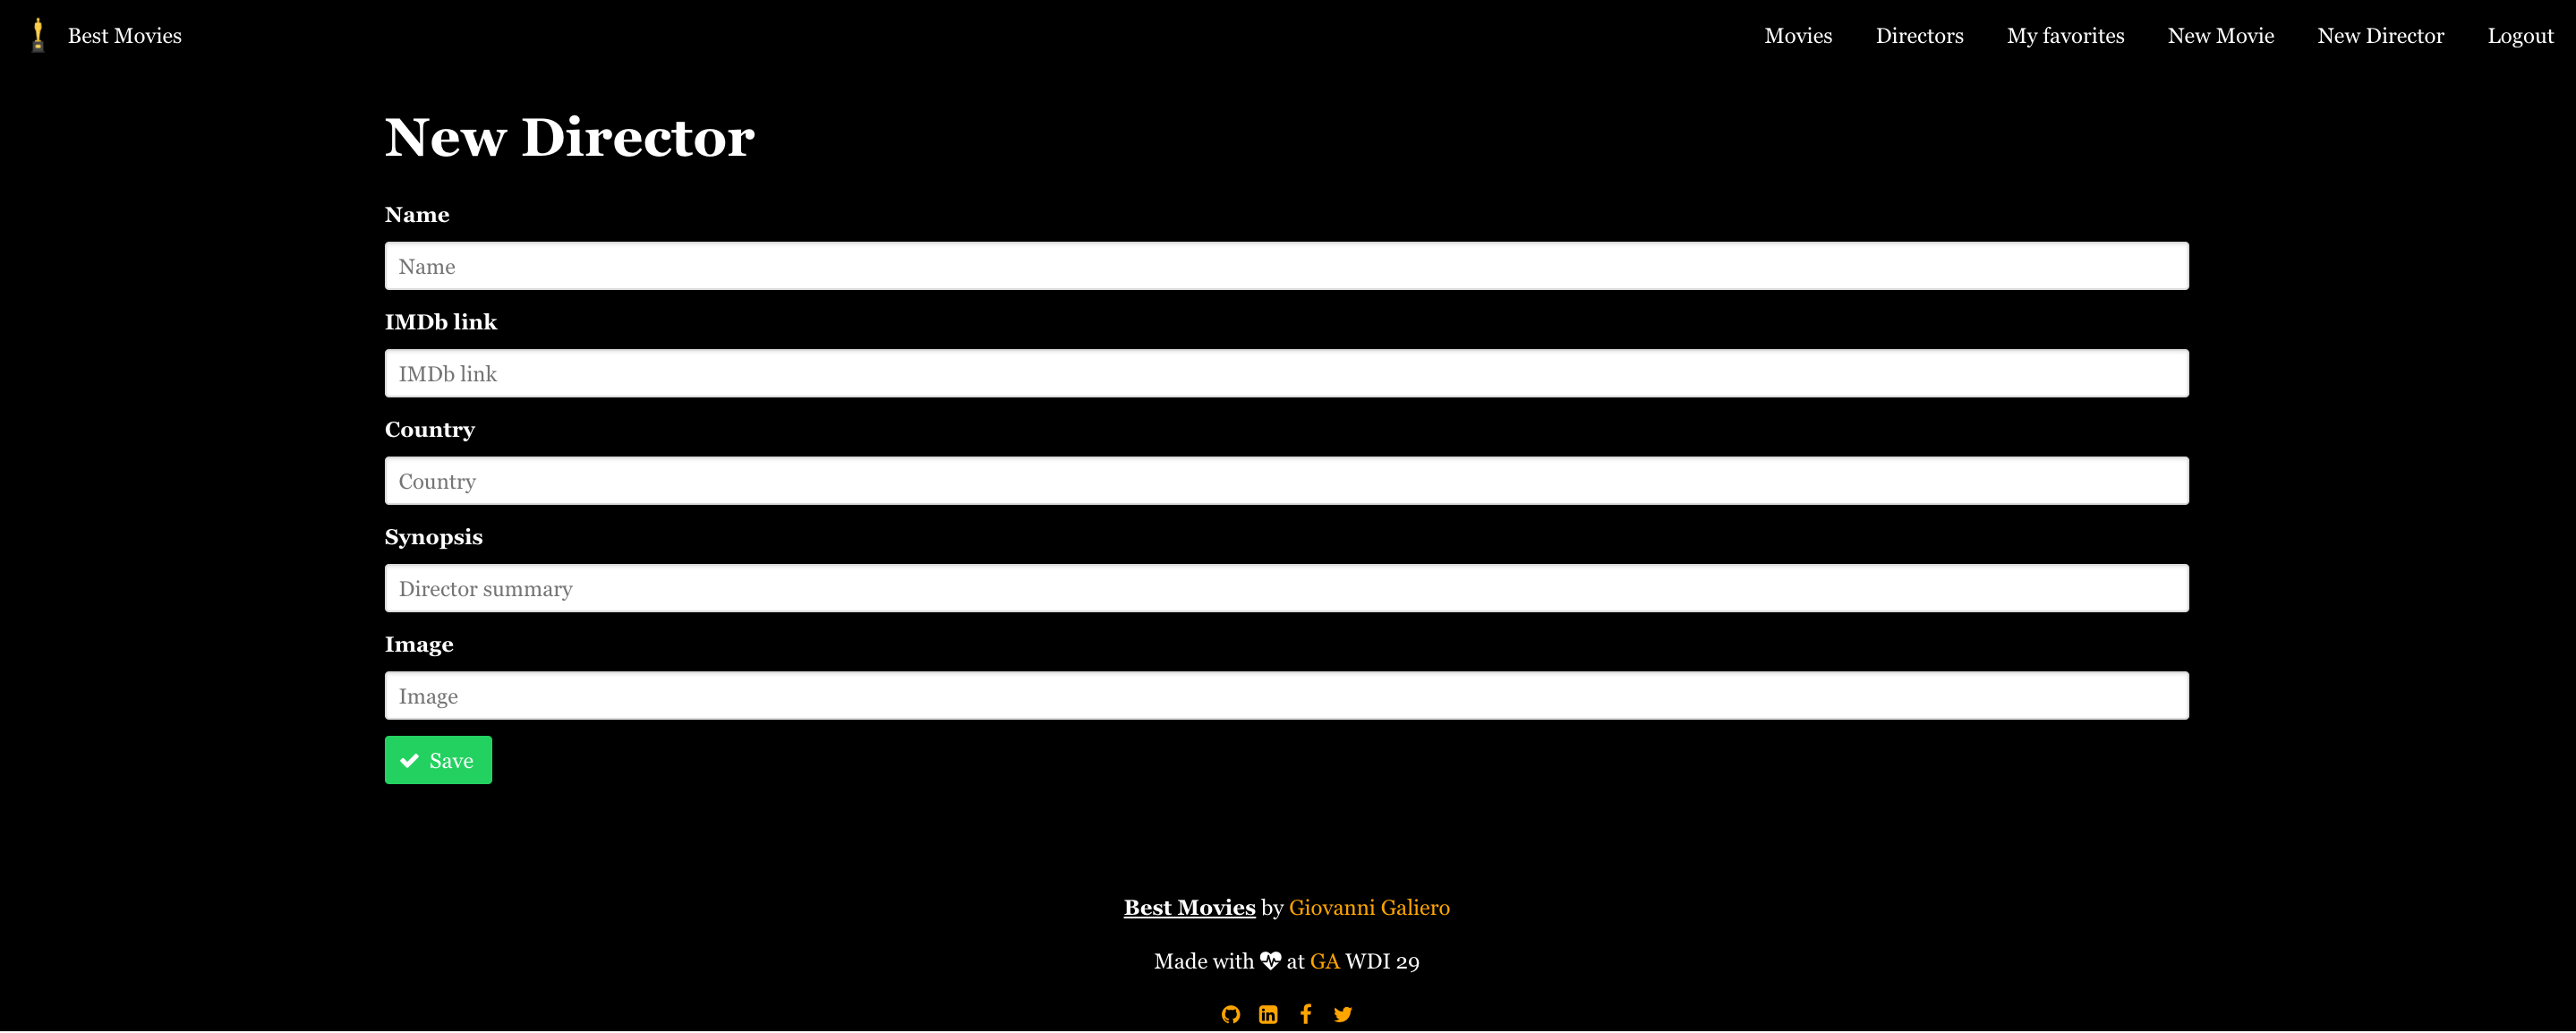 Best Movies
Movies Directors My favorites New Movie New Director Logout
New Director
Name
Name
IMDb link
IMDb link
Country
Country
Synopsis
Director summary
Image
Image
Save
Best Movies by Giovanni Galiero
Made with at GA WDI 29